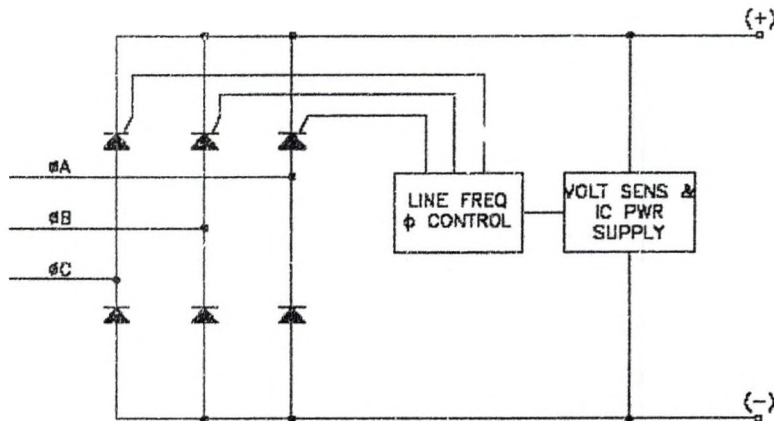 (+)
øA
øB
øC
LINE FREQ
ϕ CONTROL
VOLT SENS &
IC PWR
SUPPLY
(-)